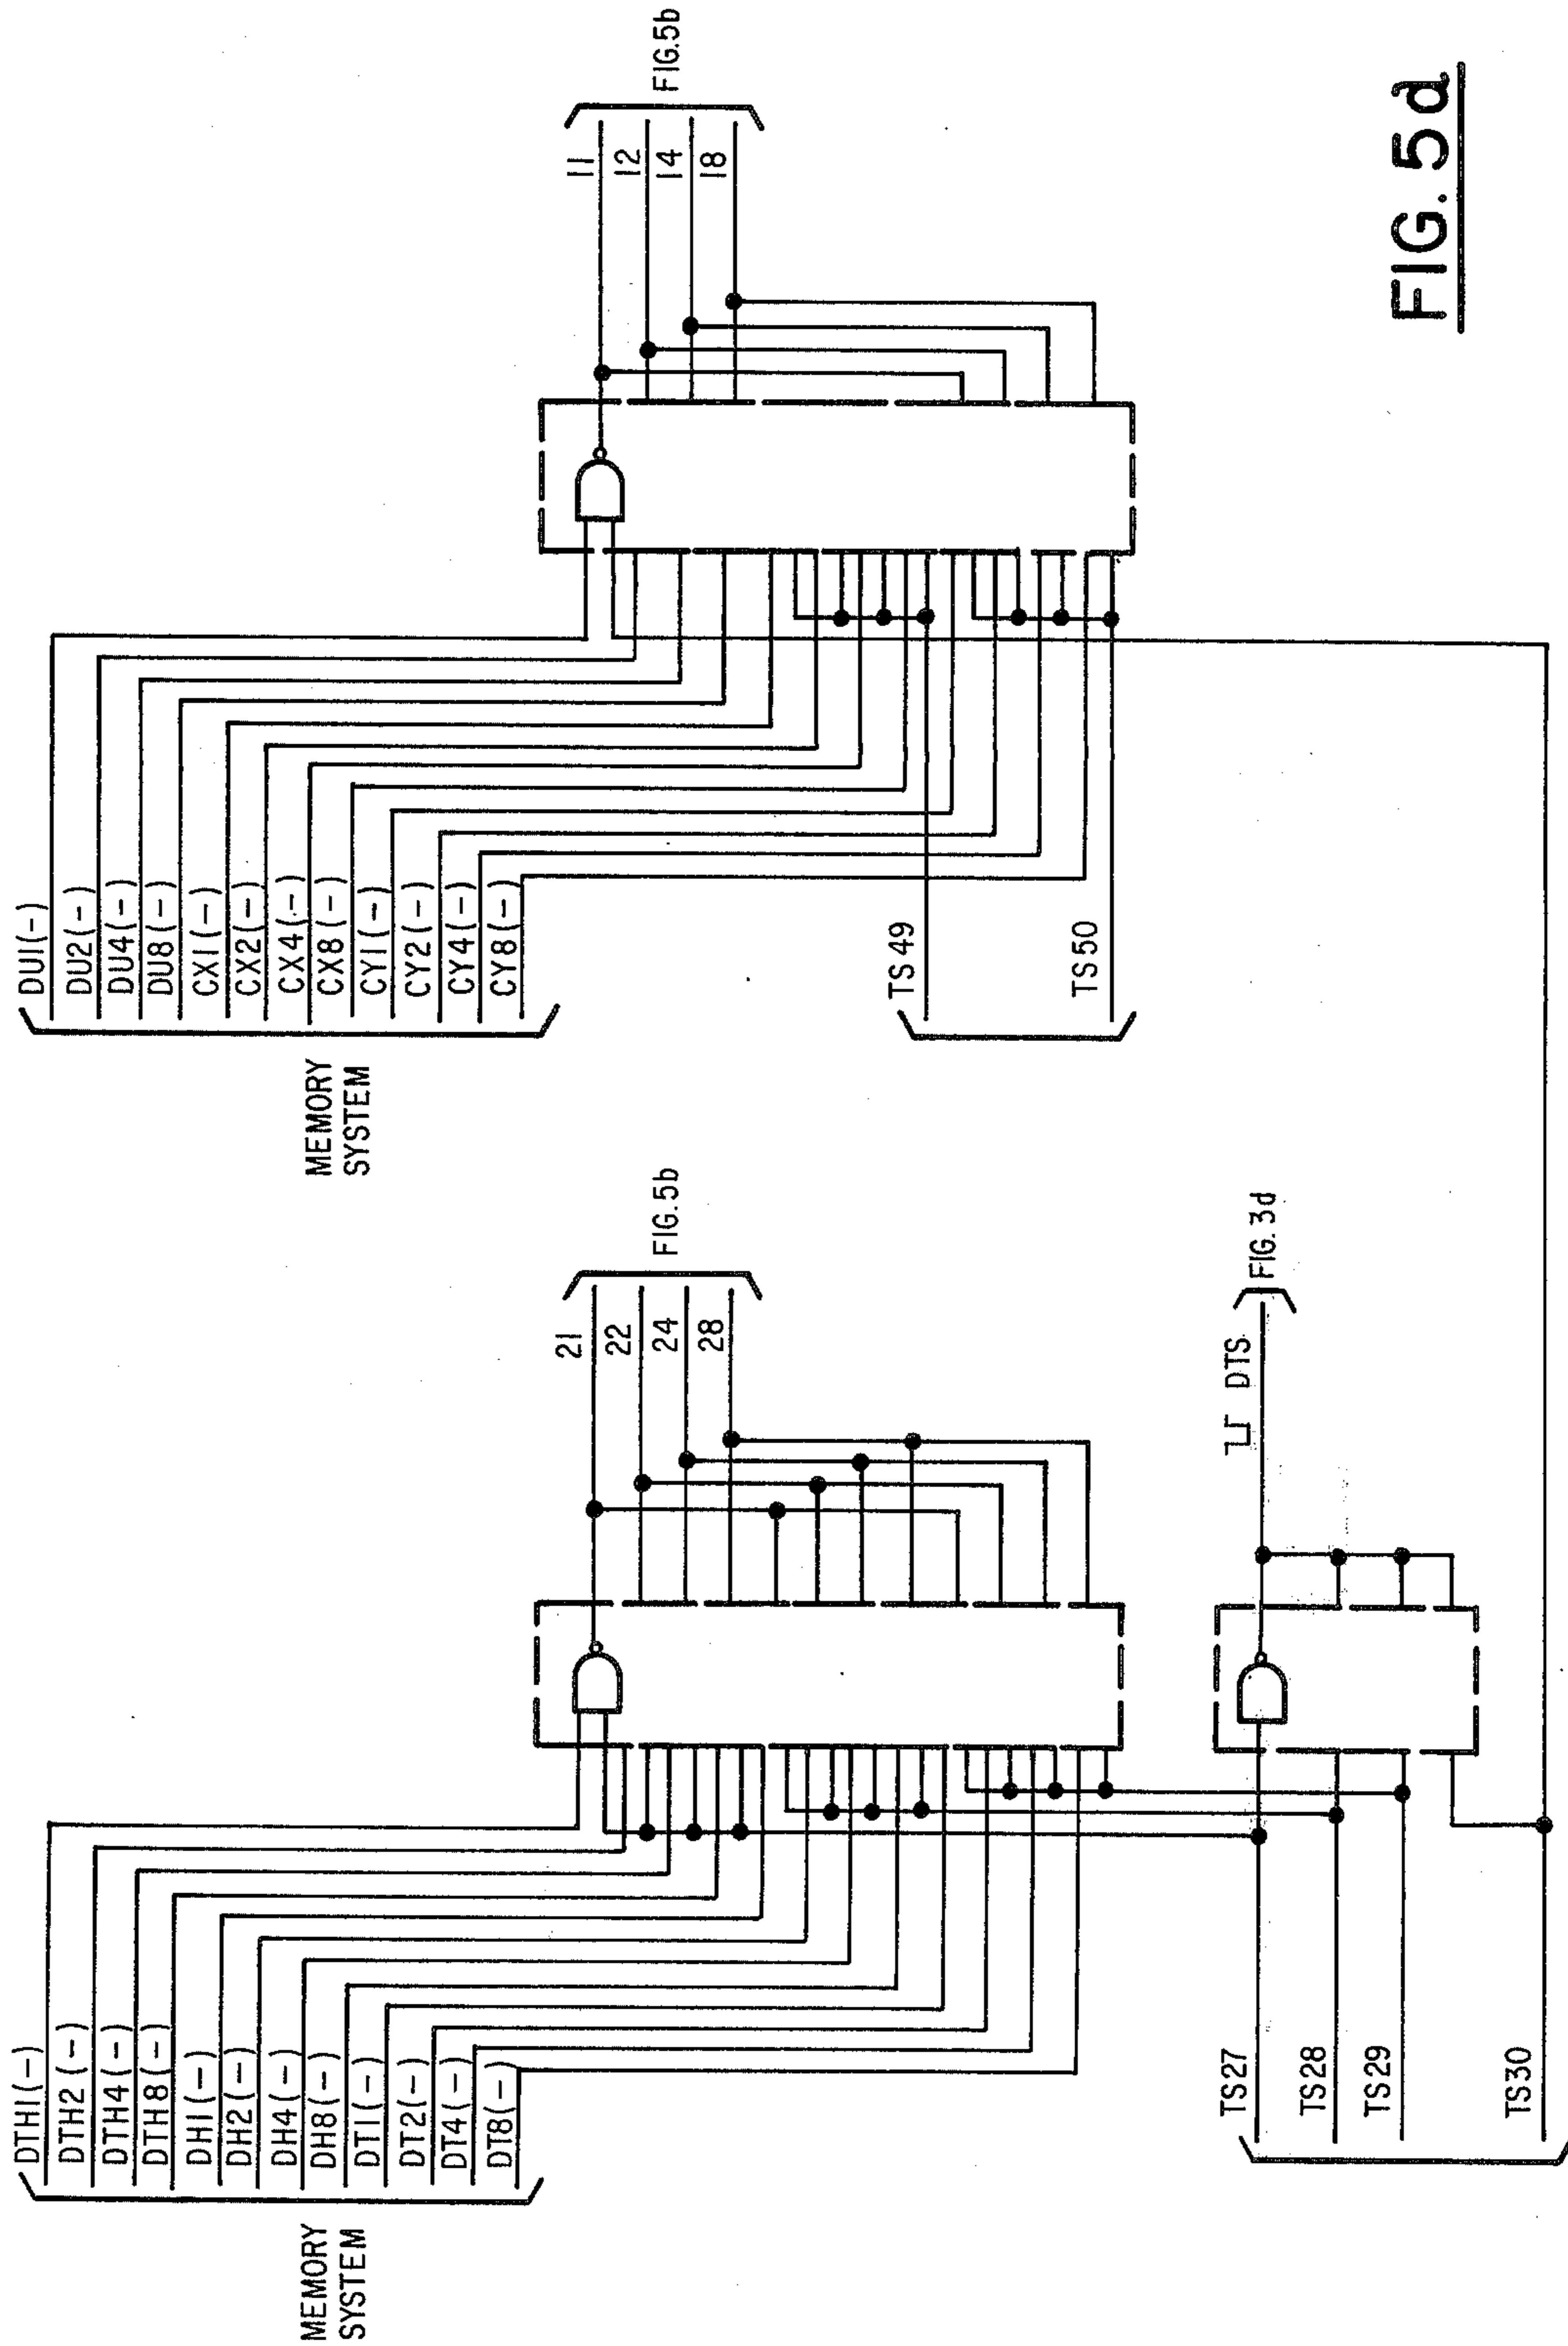 MEMORY
SYSTEM
DTH1(-)
DTH2(-)
DTH4(-)
DTH8(-)
DH1(-)
DH2(-)
DH4(-)
DH8(-)
DT1(-)
DT2(-)
DT4(-)
DT8(-)
21
22
24
28
FIG.5b
TS27
TS28
TS29
TS30
DTS
FIG. 3d
MEMORY
SYSTEM
DU1(-)
DU2(-)
DU4(-)
DU8(-)
CX1(-)
CX2(-)
CX4(-)
CX8(-)
CY1(-)
CY2(-)
CY4(-)
CY8(-)
TS49
TS50
11
12
14
18
FIG.5b
FIG. 5d